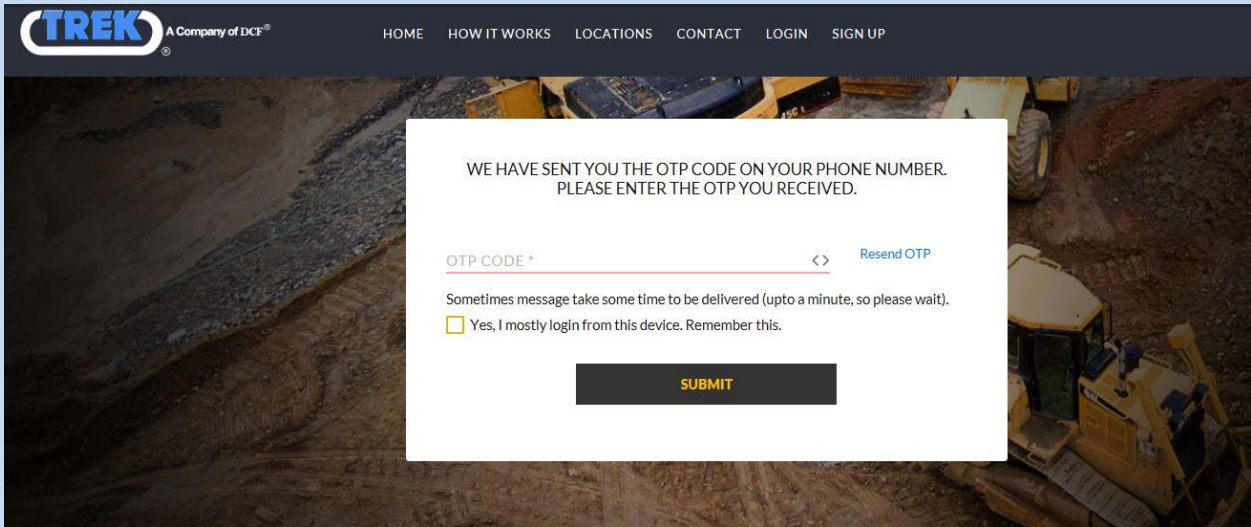 TREK A Company of DCF®
®
HOME HOW IT WORKS LOCATIONS CONTACT LOGIN SIGN UP
WE HAVE SENT YOU THE OTP CODE ON YOUR PHONE NUMBER.
PLEASE ENTER THE OTP YOU RECEIVED.
OTP CODE * <> Resend OTP
Sometimes message take some time to be delivered (upto a minute, so please wait).
Yes, I mostly login from this device. Remember this.
SUBMIT